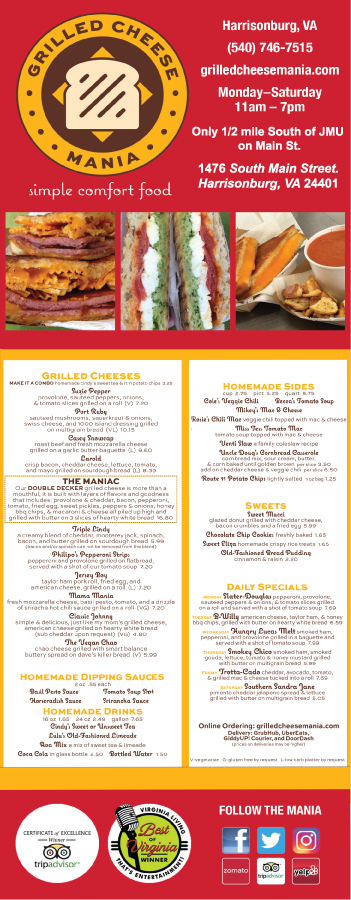 GRILLED CHEESE
MANIA
simple comfort food
Harrisonburg, VA
(540) 746-7515
grilledcheesemania.com
Monday–Saturday
11am – 7pm
Only 1/2 mile South of JMU
on Main St.
1476 South Main Street.
Harrisonburg, VA 24401
GRILLED CHEESES
MAKE IT A COMBO homemade cindy's sweettea & rt 11 potato chips 3.25
Suzie Pepper
provolone, sauteed peppers, onions,
& tomato slices grilled on a roll (V) 7.20
Port Ruby
sauteed mushrooms, sauerkraut & onions,
swiss cheese, and 1000 island dressing grilled
on multigrain bread (VL) 10.15
Casey Snowcap
roast beef and fresh mozzarella cheese
grilled on a garlic butter baguette (L) 9.60
Earold
crisp bacon, cheddar cheese, lettuce, tomato,
and mayo grilled on sourdough bread (L) 8.39
THE MANIAC
Our DOUBLE DECKER grilled cheese is more than a
mouthful, it is built with layers of flavors and goodness
that includes: provolone & chedder, bacon, pepperoni,
tomato, fried egg, sweet pickles, peppers & onions, honey
bbq chips, & macaroni & cheese all piled up high and
grilled with butter on 3 slices of hearty white bread 16.80
Triple Lindy
a creamy blend of cheddar, monterey jack, spinach,
bacon, and butter grilled on sourdough bread 5.99
(bacon and/or spinach can not be removed from this blend)
Philipp's Pepperoni Strips
pepperoni and provolone grilled on flatbread,
served with a shot of our tomato soup 7.20
Jersey Boy
taylor ham pork roll, fried egg, and
american cheese, grilled on a roll (L) 7.20
Mama Maria
fresh mozzarella cheese, basil pesto, tomato, and a drizzle
of sriracha hot chili sauce grilled on a roll (VG) 7.20
Classic Johnny
simple & delicious, just like my mom's grilled cheese,
american cheese grilled on hearty white bread
(sub cheddar upon request) (VG) 4.80
The Vegan Chao
chao cheese grilled with smart balance
buttery spread on dave's killer bread (V) 5.99
HOMEMADE DIPPING SAUCES
2 oz .55 each
Basil Pesto Sauce Tomato Soup Shot
Horseradish Sauce Sriracha Sauce
HOMEMADE DRINKS
16 oz 1.65 24 oz 2.49 gallon 7.65
Cindy's Sweet or Unsweet Tea
Lulu's Old-Fashioned Limeade
Roa Mix a mix of sweet tea & limeade
Coca Cola in glass bottle 2.50 Bottled Water 1.50
HOMEMADE SIDES
cup 2.75 pint 5.25 quart 8.75
Cole's Veggie Chili Becca's Tomato Soup
Mikey's Mac & Cheese
Rosie's Chili Mac veggie chili topped with mac & cheese
Miss Tess Tomato Mac
tomato soup topped with mac & cheese
Venti Slaw a family coleslaw recipe
Uncle Doug's Cornbread Casserole
cornbread mix, sour cream, butter,
& corn baked until golden brown per slice 3.50
add cheddar cheese & veggie chili per slice 6.50
Route 11 Potato Chips lightly salted 1 oz bag 1.25
SWEETS
Sweet Mucci
glazed donut grilled with cheddar cheese,
bacon crumbles and a fried egg 5.99
Chocolate Chip Cookies freshly baked 1.65
Sweet Eliza homemade crispy rice treats 1.65
Old-Fashioned Bread Pudding
cinnamon & raisin 2.20
DAILY SPECIALS
MONDAY Slater-Douglas pepperoni, provolone,
sauteed peppers & onions, & tomato slices grilled
on a roll and served with a shot of tomato soup 7.69
TUESDAY B-Willy american cheese, taylor ham, & honey
bbq chips, grilled with butter on hearty white bread 6.59
WEDNESDAY Hungry Lucas Melt smoked ham,
pepperoni, and provolone grilled in a baguette and
served with a shot of tomato soup 7.99
THURSDAY Smokey Chico smoked ham, smoked
gouda, lettuce, tomato & honey mustard grilled
with butter on multigrain bread 5.99
FRIDAY Trotta-Cado chedder, avocado, tomato,
& grilled mac & cheese tucked into a roll 7.59
SATURDAY Southern Sandra Jane
pimento cheddar jalapeno spread & lettuce
grilled with butter on multigrain bread 5.05
Online Ordering: grilledcheesemania.com
Delivery: GrubHub, UberEats,
GiddyUP! Courier, and DoorDash
(prices on deliveries may be higher)
V-vegetarian G-gluten free by request L-low carb platter by request
CERTIFICATE of EXCELLENCE
Winner
tripadvisor
VIRGINIA LIVING
Best
of
Virginia
WINNER
THAT'S ENTERTAINMENT!
FOLLOW THE MANIA
zomato
tripadvisor
yelp